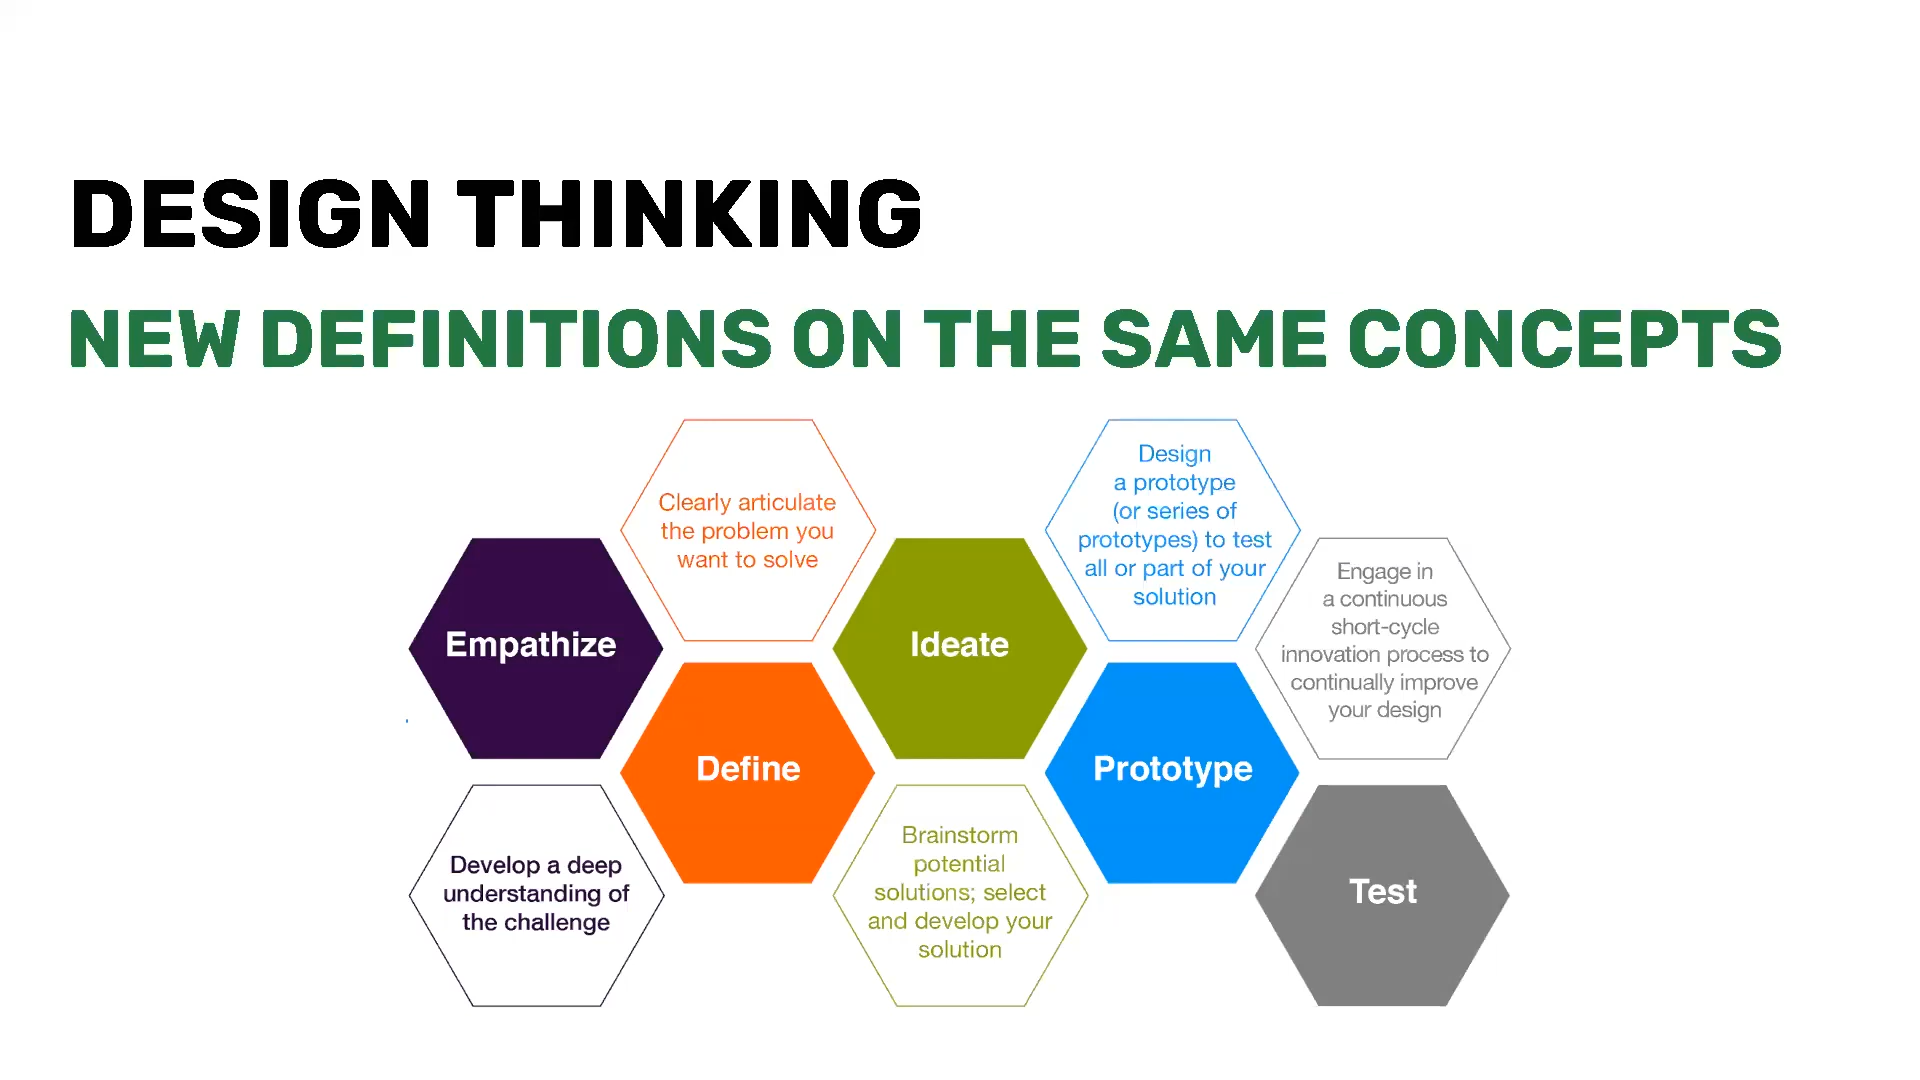 DESIGN THINKING
NEW DEFINITIONS ON THE SAME CONCEPTS
Empathize
Develop a deep
understanding of
the challenge
Clearly articulate
the problem you
want to solve
Define
Ideate
Brainstorm
potential
solutions; select
and develop your
solution
Design
a prototype
(or series of
prototypes) to test
all or part of your
solution
Prototype
Engage in
a continuous
short-cycle
innovation process to
continually improve
your design
Test